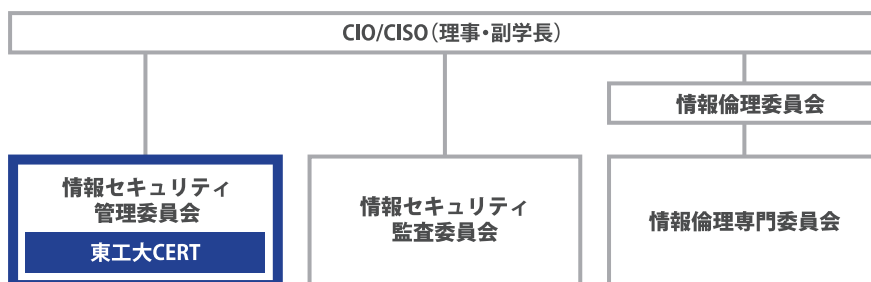 CIO/CISO（理事・副学長）
情報倫理委員会
情報セキュリティ
管理委員会
東工大CERT
情報セキュリティ
監査委員会
情報倫理専門委員会